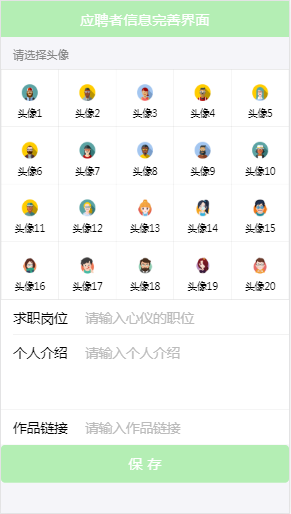 应聘者信息完善界面
请选择头像
头像1 头像2 头像3 头像4 头像5
头像6 头像7 头像8 头像9 头像10
头像11 头像12 头像13 头像14 头像15
头像16 头像17 头像18 头像19 头像20
求职岗位 请输入心仪的职位
个人介绍 请输入个人介绍
作品链接 请输入作品链接
保 存